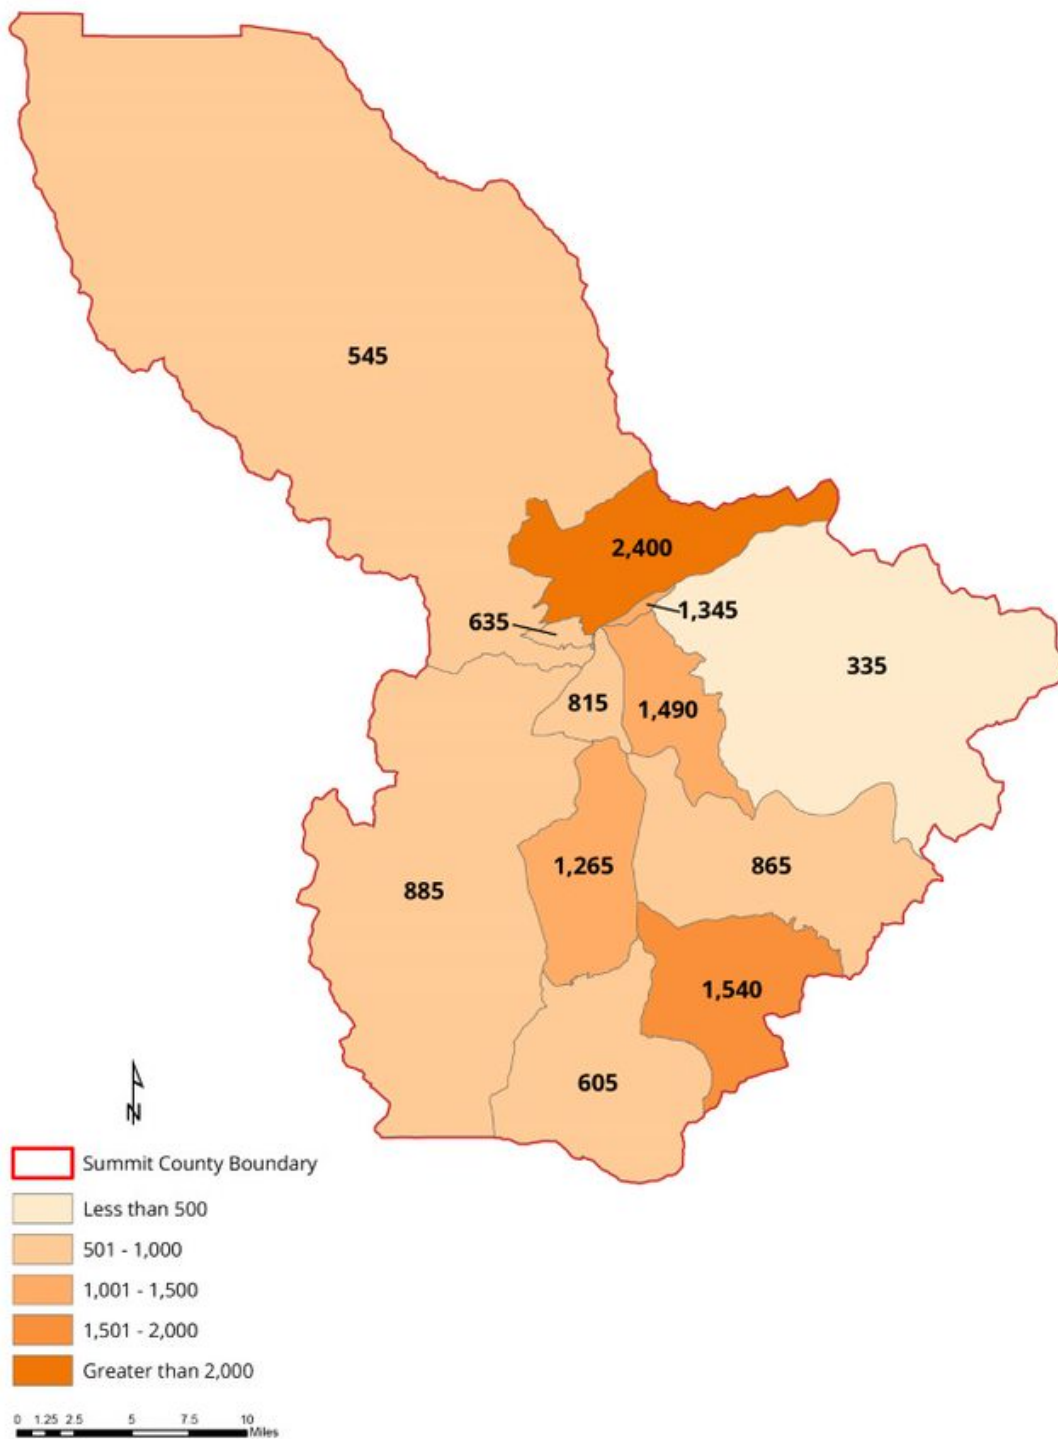 545
2,400
1,345
635
335
815
1,490
1,265
865
885
1,540
605
N
Summit County Boundary
Less than 500
501 - 1,000
1,001 - 1,500
1,501 - 2,000
Greater than 2,000
0 1.25 2.5 5 7.5 10
Miles